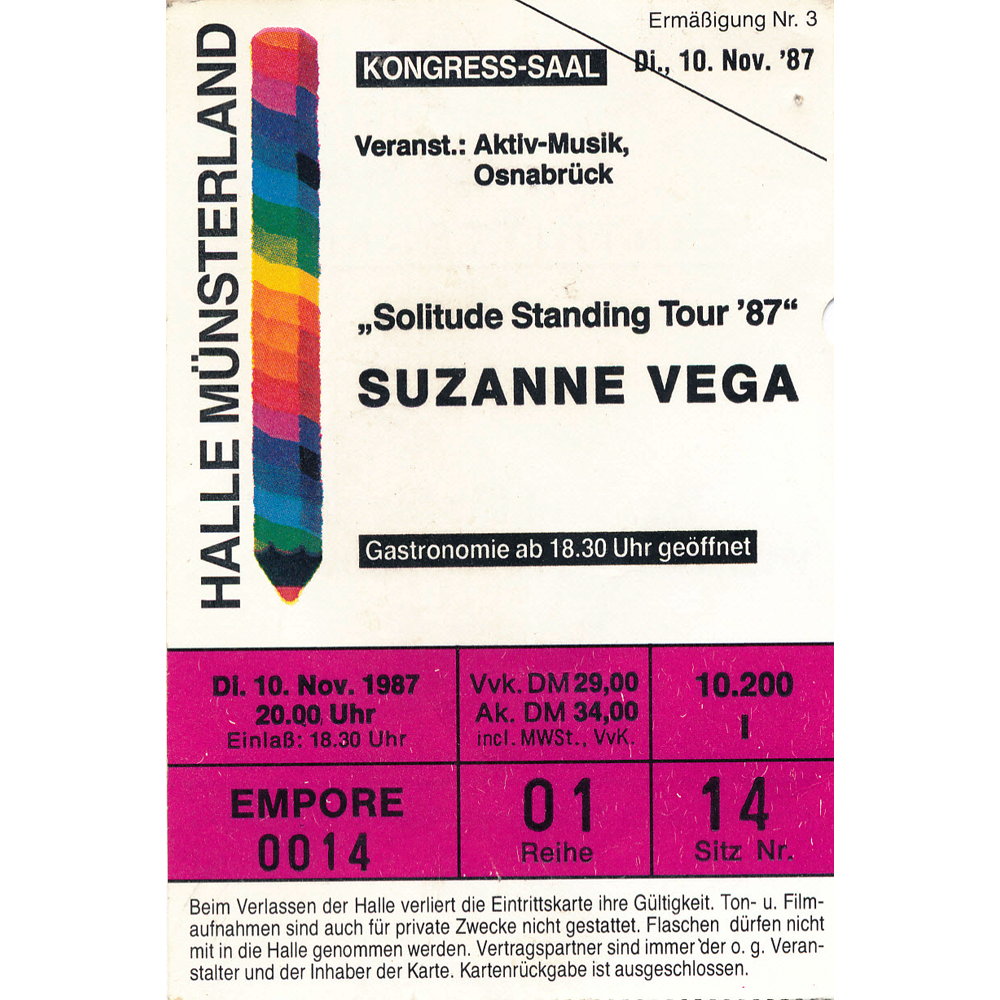 HALLE MÜNSTERLAND
Ermäßigung Nr. 3
KONGRESS-SAAL
Di., 10. Nov. '87
Veranst.: Aktiv-Musik,
Osnabrück
„Solitude Standing Tour '87“
SUZANNE VEGA
Gastronomie ab 18.30 Uhr geöffnet
Di. 10. Nov. 1987
20.00 Uhr
Einlaß: 18.30 Uhr
Vvk. DM 29,00
Ak. DM 34,00
incl. MWSt., VvK.
10.200
I
EMPORE
0014
01
Reihe
14
Sitz Nr.
Beim Verlassen der Halle verliert die Eintrittskarte ihre Gültigkeit. Ton- u. Film-
aufnahmen sind auch für private Zwecke nicht gestattet. Flaschen dürfen nicht
mit in die Halle genommen werden. Vertragspartner sind immer der o. g. Veran-
stalter und der Inhaber der Karte. Kartenrückgabe ist ausgeschlossen.